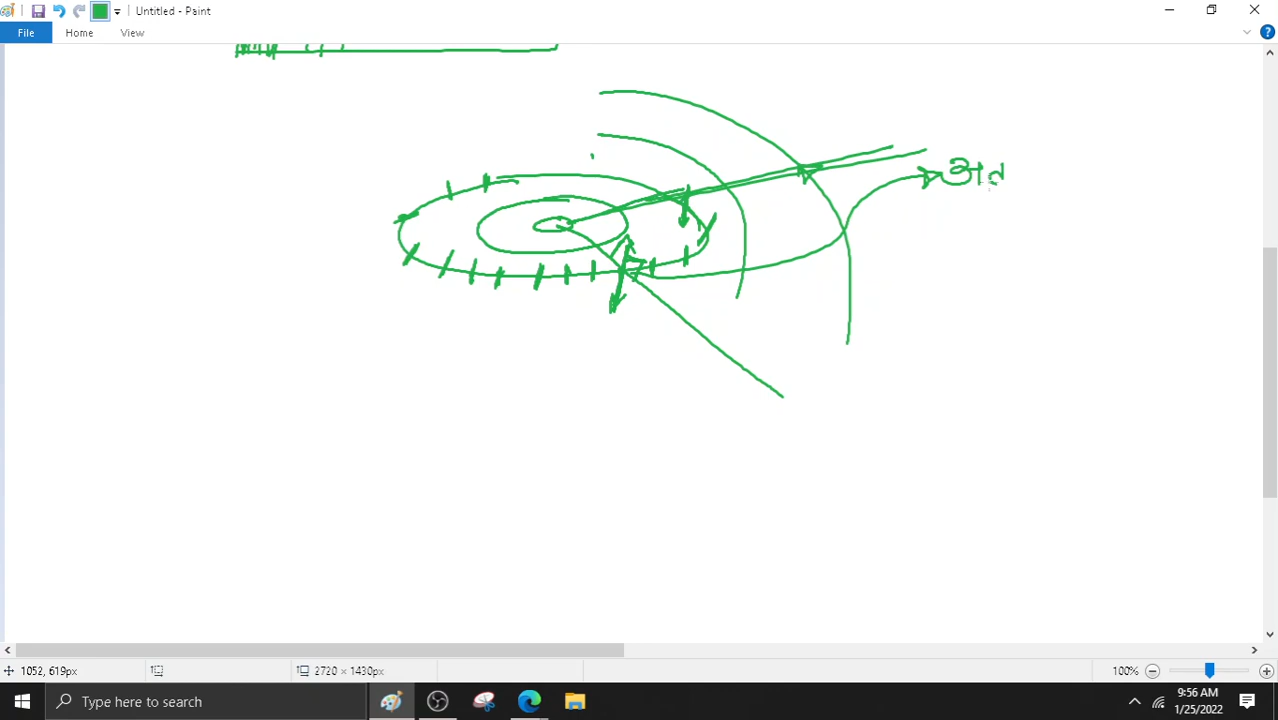 Untitled - Paint
File Home View
1052, 619px 2720 × 1430px 100%
Type here to search
9:56 AM
1/25/2022